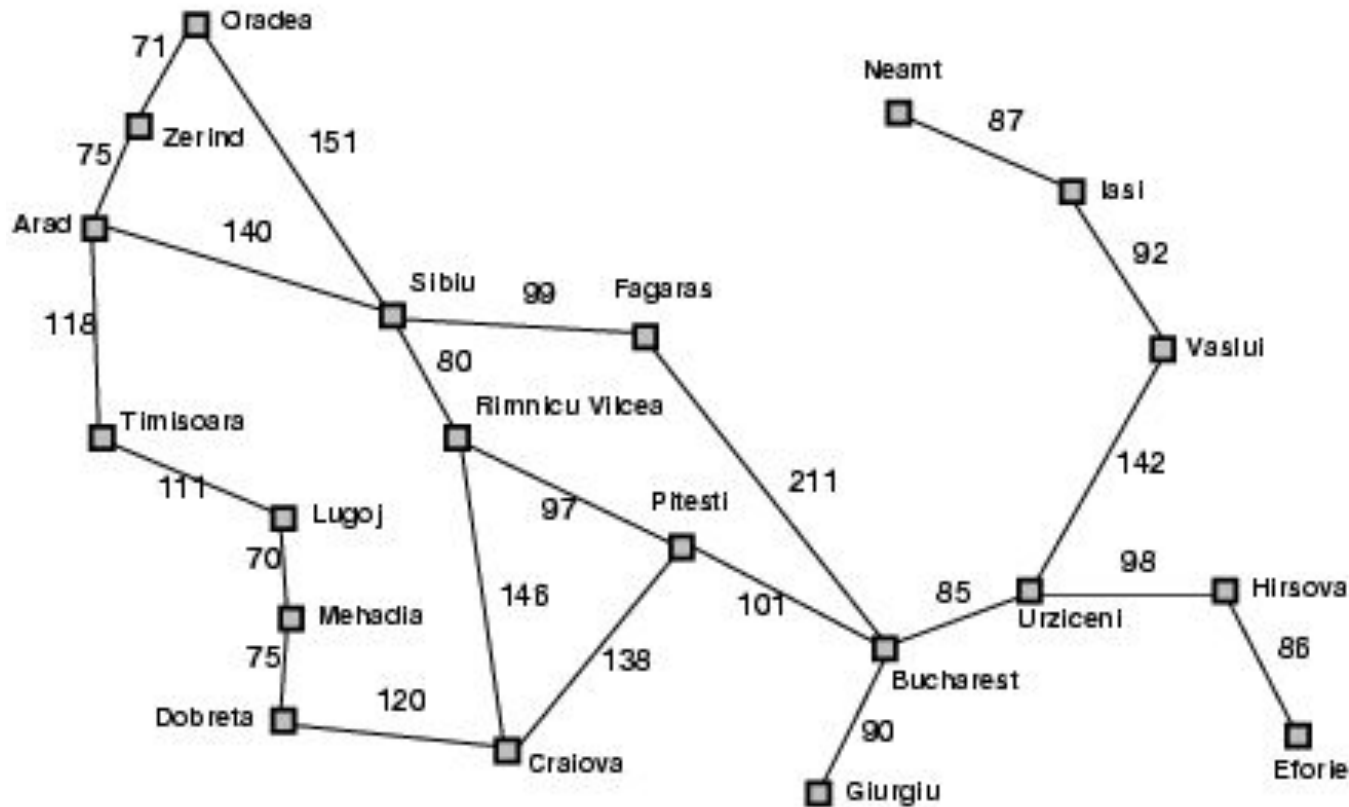 Oradea
71
Neamt
87
Zerind
151
75
Iasi
Arad
140
92
Sibiu
99
Fagaras
118
80
Vaslui
Timisoara
Rimnicu Vilcea
142
111
211
Lugoj
97
Pitesti
70
98
146
101
85
Hirsova
Mehadia
Urziceni
75
138
86
Bucharest
Dobreta
120
90
Craiova
Eforie
Giurgiu